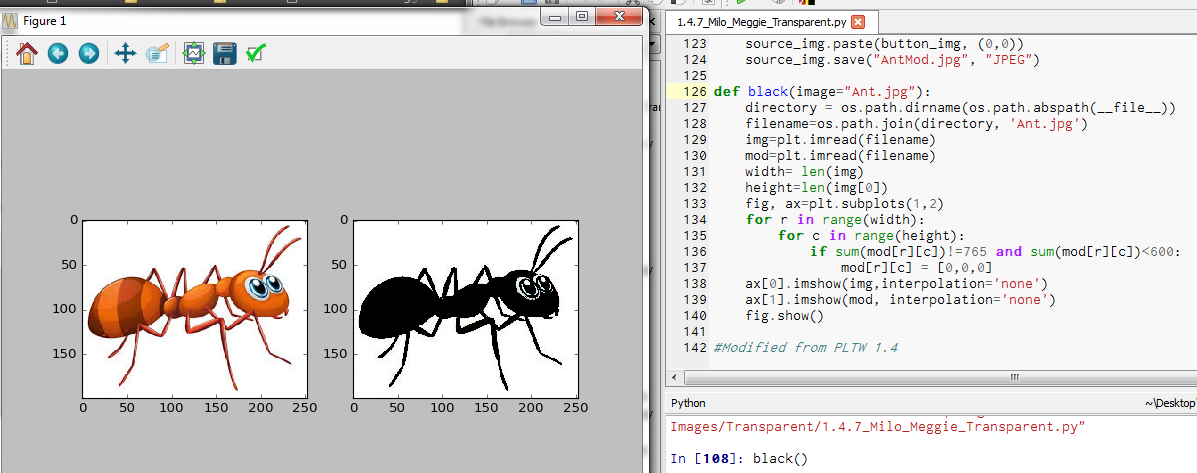 Figure 1
0
50
100
150
0 50 100 150 200 250
0
50
100
150
0 50 100 150 200 250
1.4.7_Milo_Meggie_Transparent.py
123 source_img.paste(button_img, (0,0))
124 source_img.save("AntMod.jpg", "JPEG")
125
126 def black(image="Ant.jpg"):
127 directory = os.path.dirname(os.path.abspath(__file__))
128 filename=os.path.join(directory, 'Ant.jpg')
129 img=plt.imread(filename)
130 mod=plt.imread(filename)
131 width= len(img)
132 height=len(img[0])
133 fig, ax=plt.subplots(1,2)
134 for r in range(width):
135 for c in range(height):
136 if sum(mod[r][c])!=765 and sum(mod[r][c])<600:
137 mod[r][c] = [0,0,0]
138 ax[0].imshow(img,interpolation='none')
139 ax[1].imshow(mod, interpolation='none')
140 fig.show()
141
142 #Modified from PLTW 1.4
Python ~\Desktop
Images/Transparent/1.4.7_Milo_Meggie_Transparent.py"
In [108]: black()